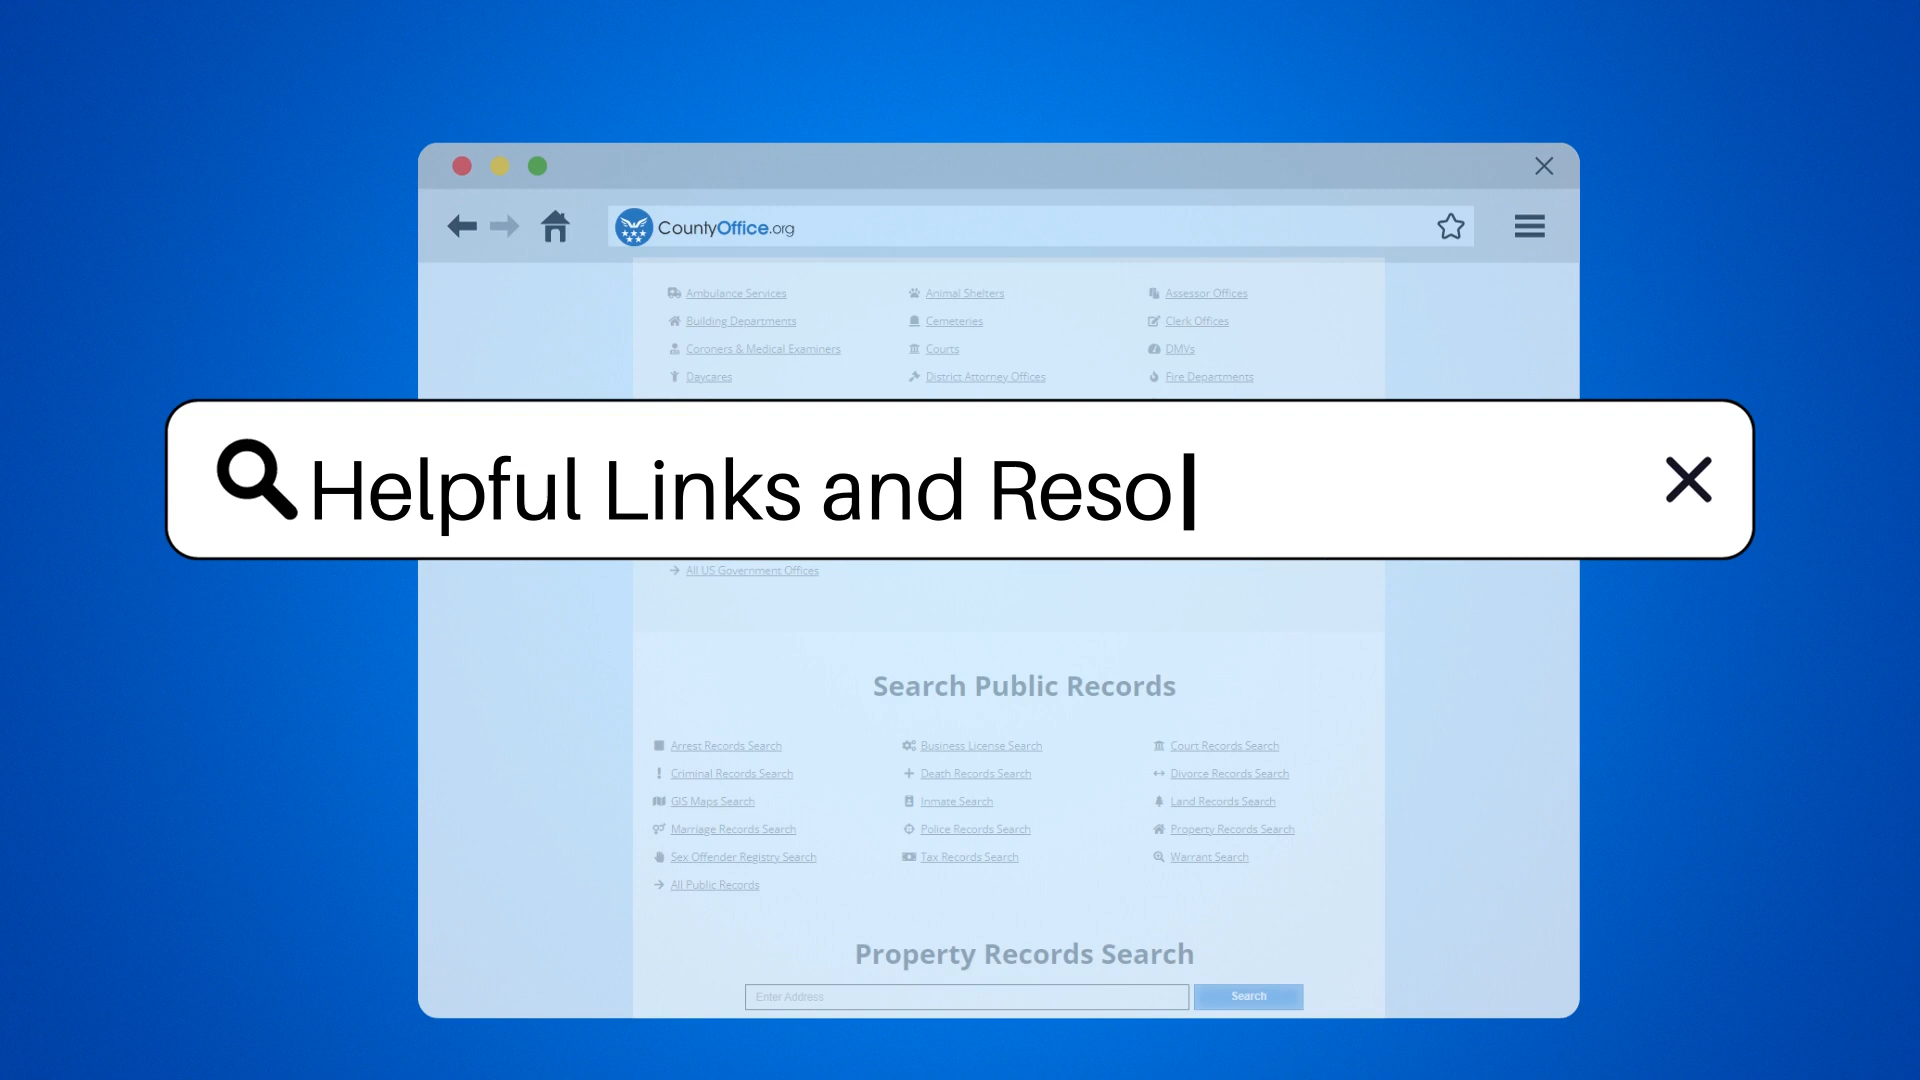 CountyOffice.org
Ambulance Services Animal Shelters Assessor Offices
Building Departments Cemeteries Clerk Offices
Coroners & Medical Examiners Courts DMVs
Daycares District Attorney Offices Fire Departments
Helpful Links and Reso
All US Government Offices
Search Public Records
Arrest Records Search Business License Search Court Records Search
Criminal Records Search Death Records Search Divorce Records Search
GIS Maps Search Inmate Search Land Records Search
Marriage Records Search Police Records Search Property Records Search
Sex Offender Registry Search Tax Records Search Warrant Search
All Public Records
Property Records Search
Enter Address Search